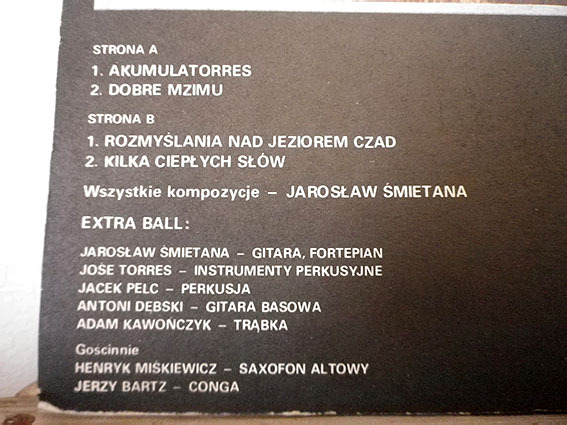 STRONA A
1. AKUMULATORRES
2. DOBRE MZIMU
STRONA B
1. ROZMYŚLANIA NAD JEZIOREM CZAD
2. KILKA CIEPŁYCH SŁÓW
Wszystkie kompozycje – JAROSŁAW ŚMIETANA
EXTRA BALL:
JAROSŁAW ŚMIETANA – GITARA, FORTEPIAN
JOŚE TORRES – INSTRUMENTY PERKUSYJNE
JACEK PELC – PERKUSJA
ANTONI DĘBSKI – GITARA BASOWA
ADAM KAWOŃCZYK – TRĄBKA
Goscinnie
HENRYK MIŚKIEWICZ – SAXOFON ALTOWY
JERZY BARTZ – CONGA